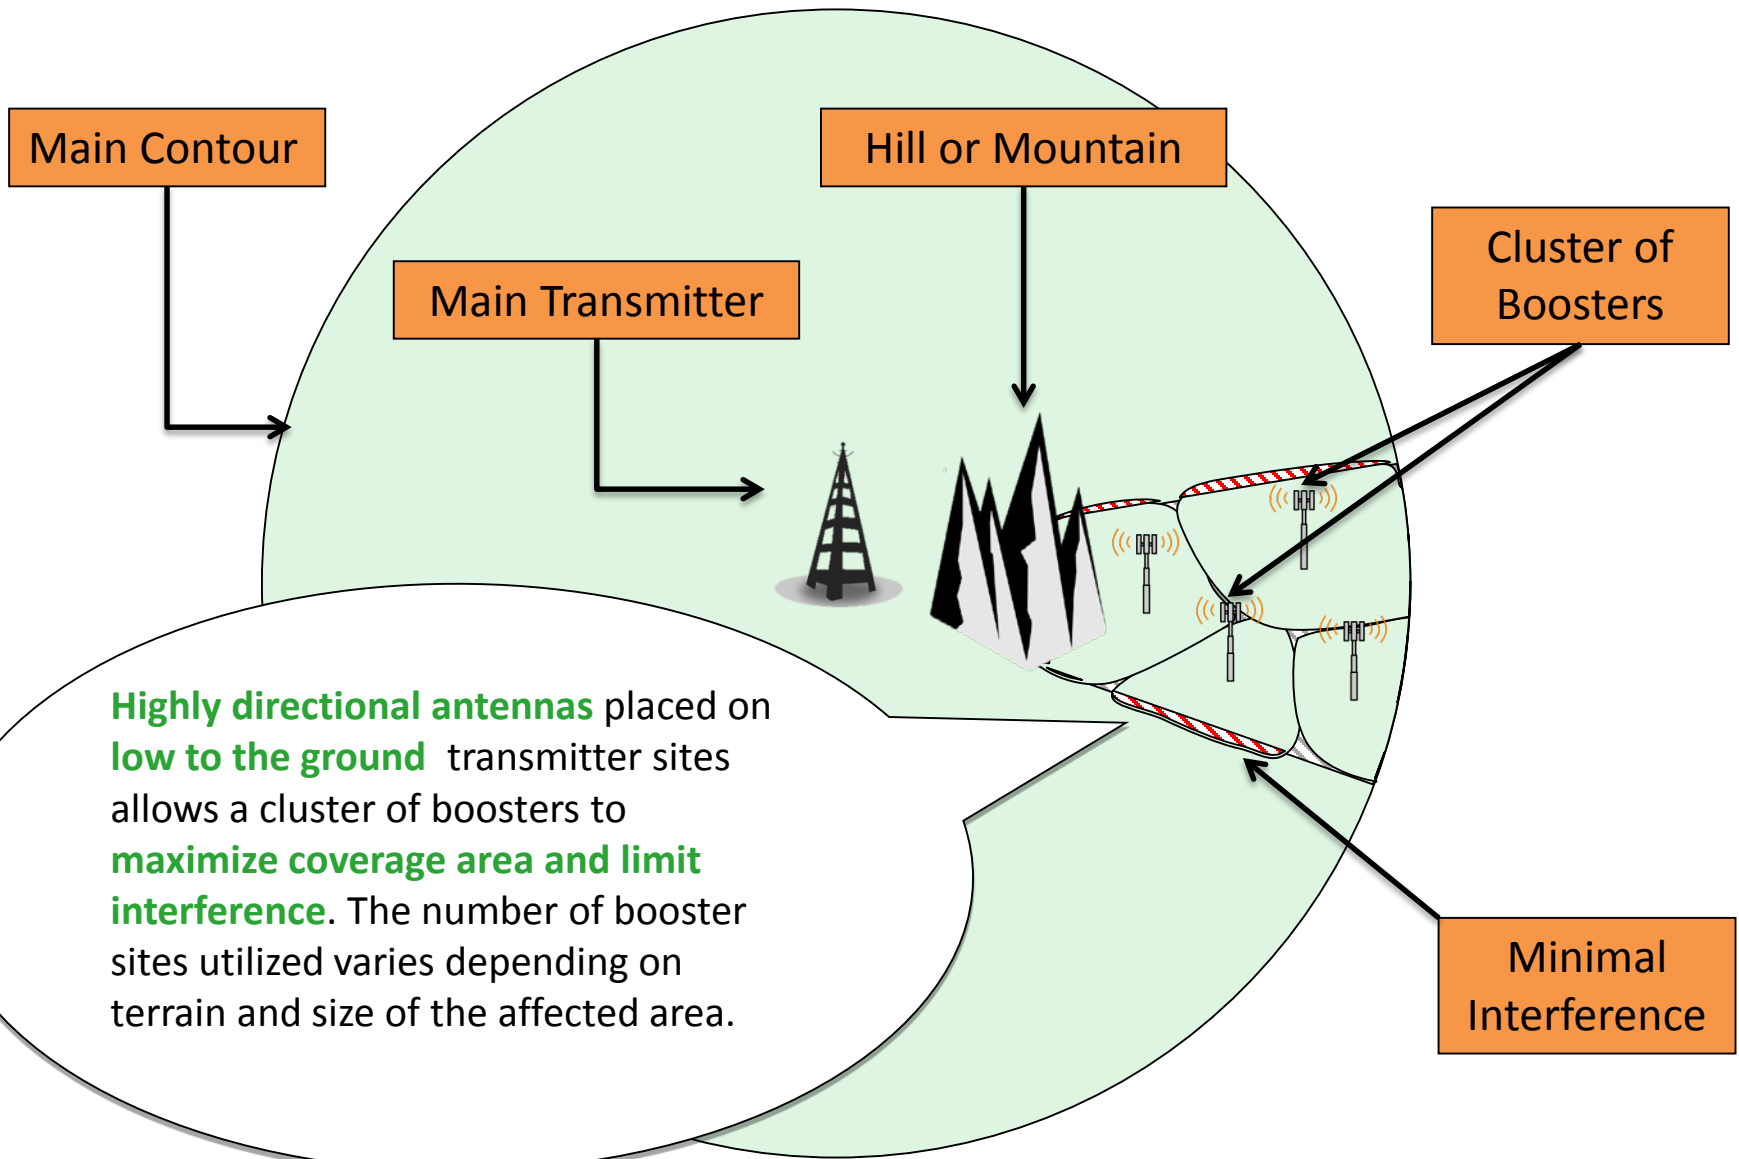 Main Contour
Hill or Mountain
Cluster of
Boosters
Main Transmitter
Highly directional antennas placed on
low to the ground transmitter sites
allows a cluster of boosters to
maximize coverage area and limit
interference. The number of booster
sites utilized varies depending on
terrain and size of the affected area.
Minimal
Interference